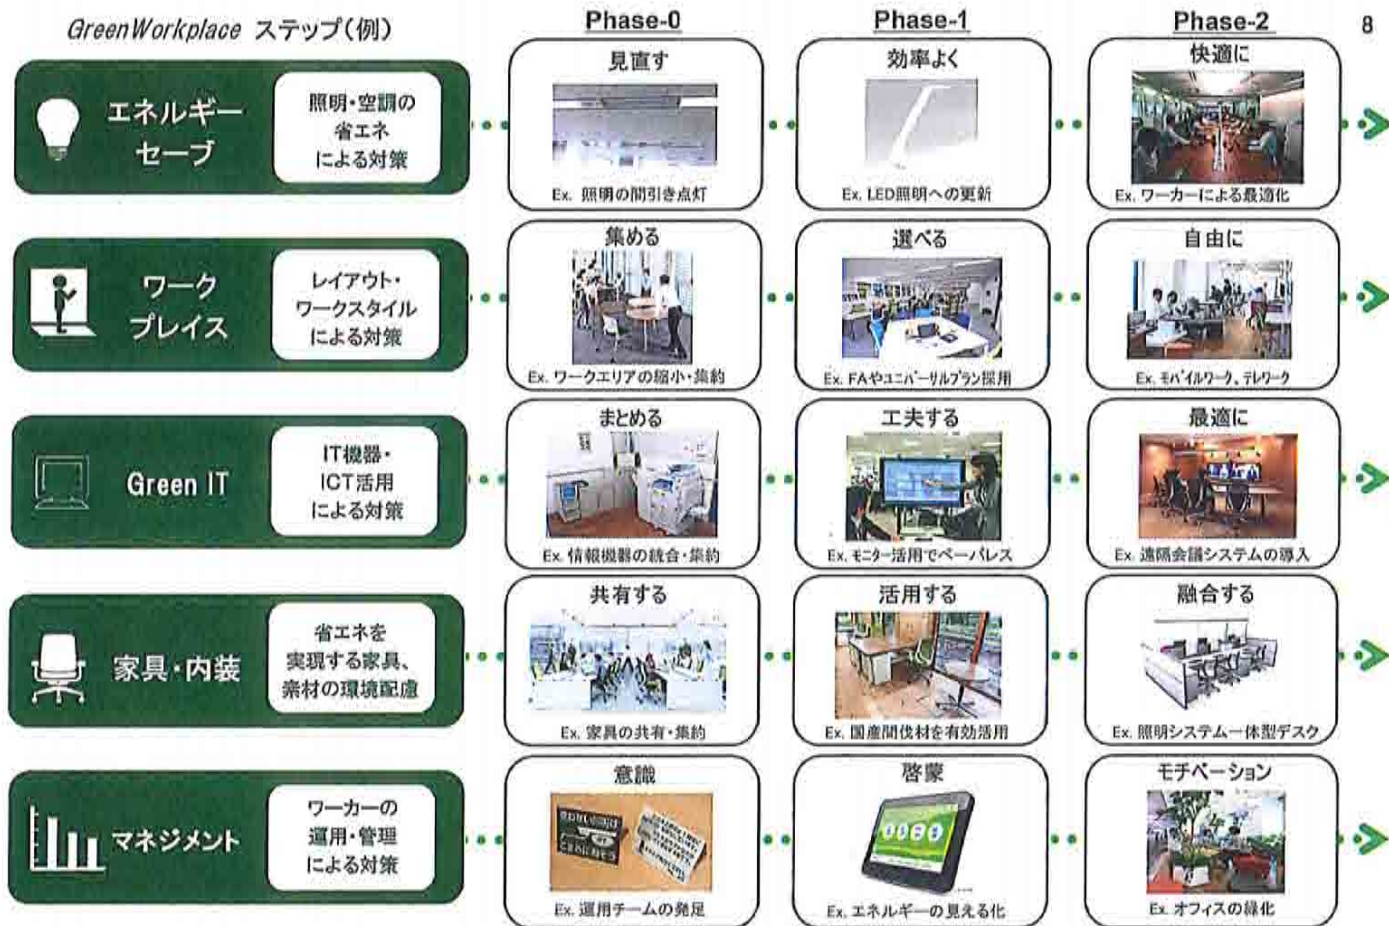 GreenWorkplace ステップ(例)
Phase-0
Phase-1
Phase-2
8
エネルギー
セーブ
照明・空調の
省エネ
による対策
見直す
Ex. 照明の間引き点灯
効率よく
Ex. LED照明への更新
快適に
Ex. ワーカーによる最適化
ワーク
プレイス
レイアウト・
ワークスタイル
による対策
集める
Ex. ワークエリアの縮小・集約
選べる
Ex. FAやユニバーサルプラン採用
自由に
Ex. モバイルワーク、テレワーク
Green IT
IT機器・
ICT活用
による対策
まとめる
Ex. 情報機器の統合・集約
工夫する
Ex. モニター活用でペーパレス
最適に
Ex. 遠隔会議システムの導入
家具・内装
省エネを
実現する家具、
素材の環境配慮
共有する
Ex. 家具の共有・集約
活用する
Ex. 国産間伐材を有効活用
融合する
Ex. 照明システム一体型デスク
マネジメント
ワーカーの
運用・管理
による対策
意識
Ex. 運用チームの発足
啓蒙
Ex. エネルギーの見える化
モチベーション
Ex. オフィスの緑化